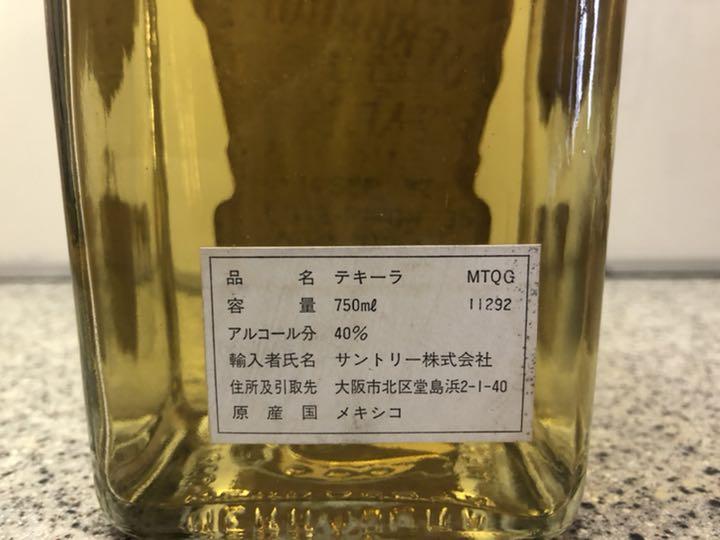 品名 テキーラ MTQG
容量 750ml 11292
アルコール分 40%
輸入者氏名 サントリー株式会社
住所及引取先 大阪市北区堂島浜2-1-40
原産国 メキシコ